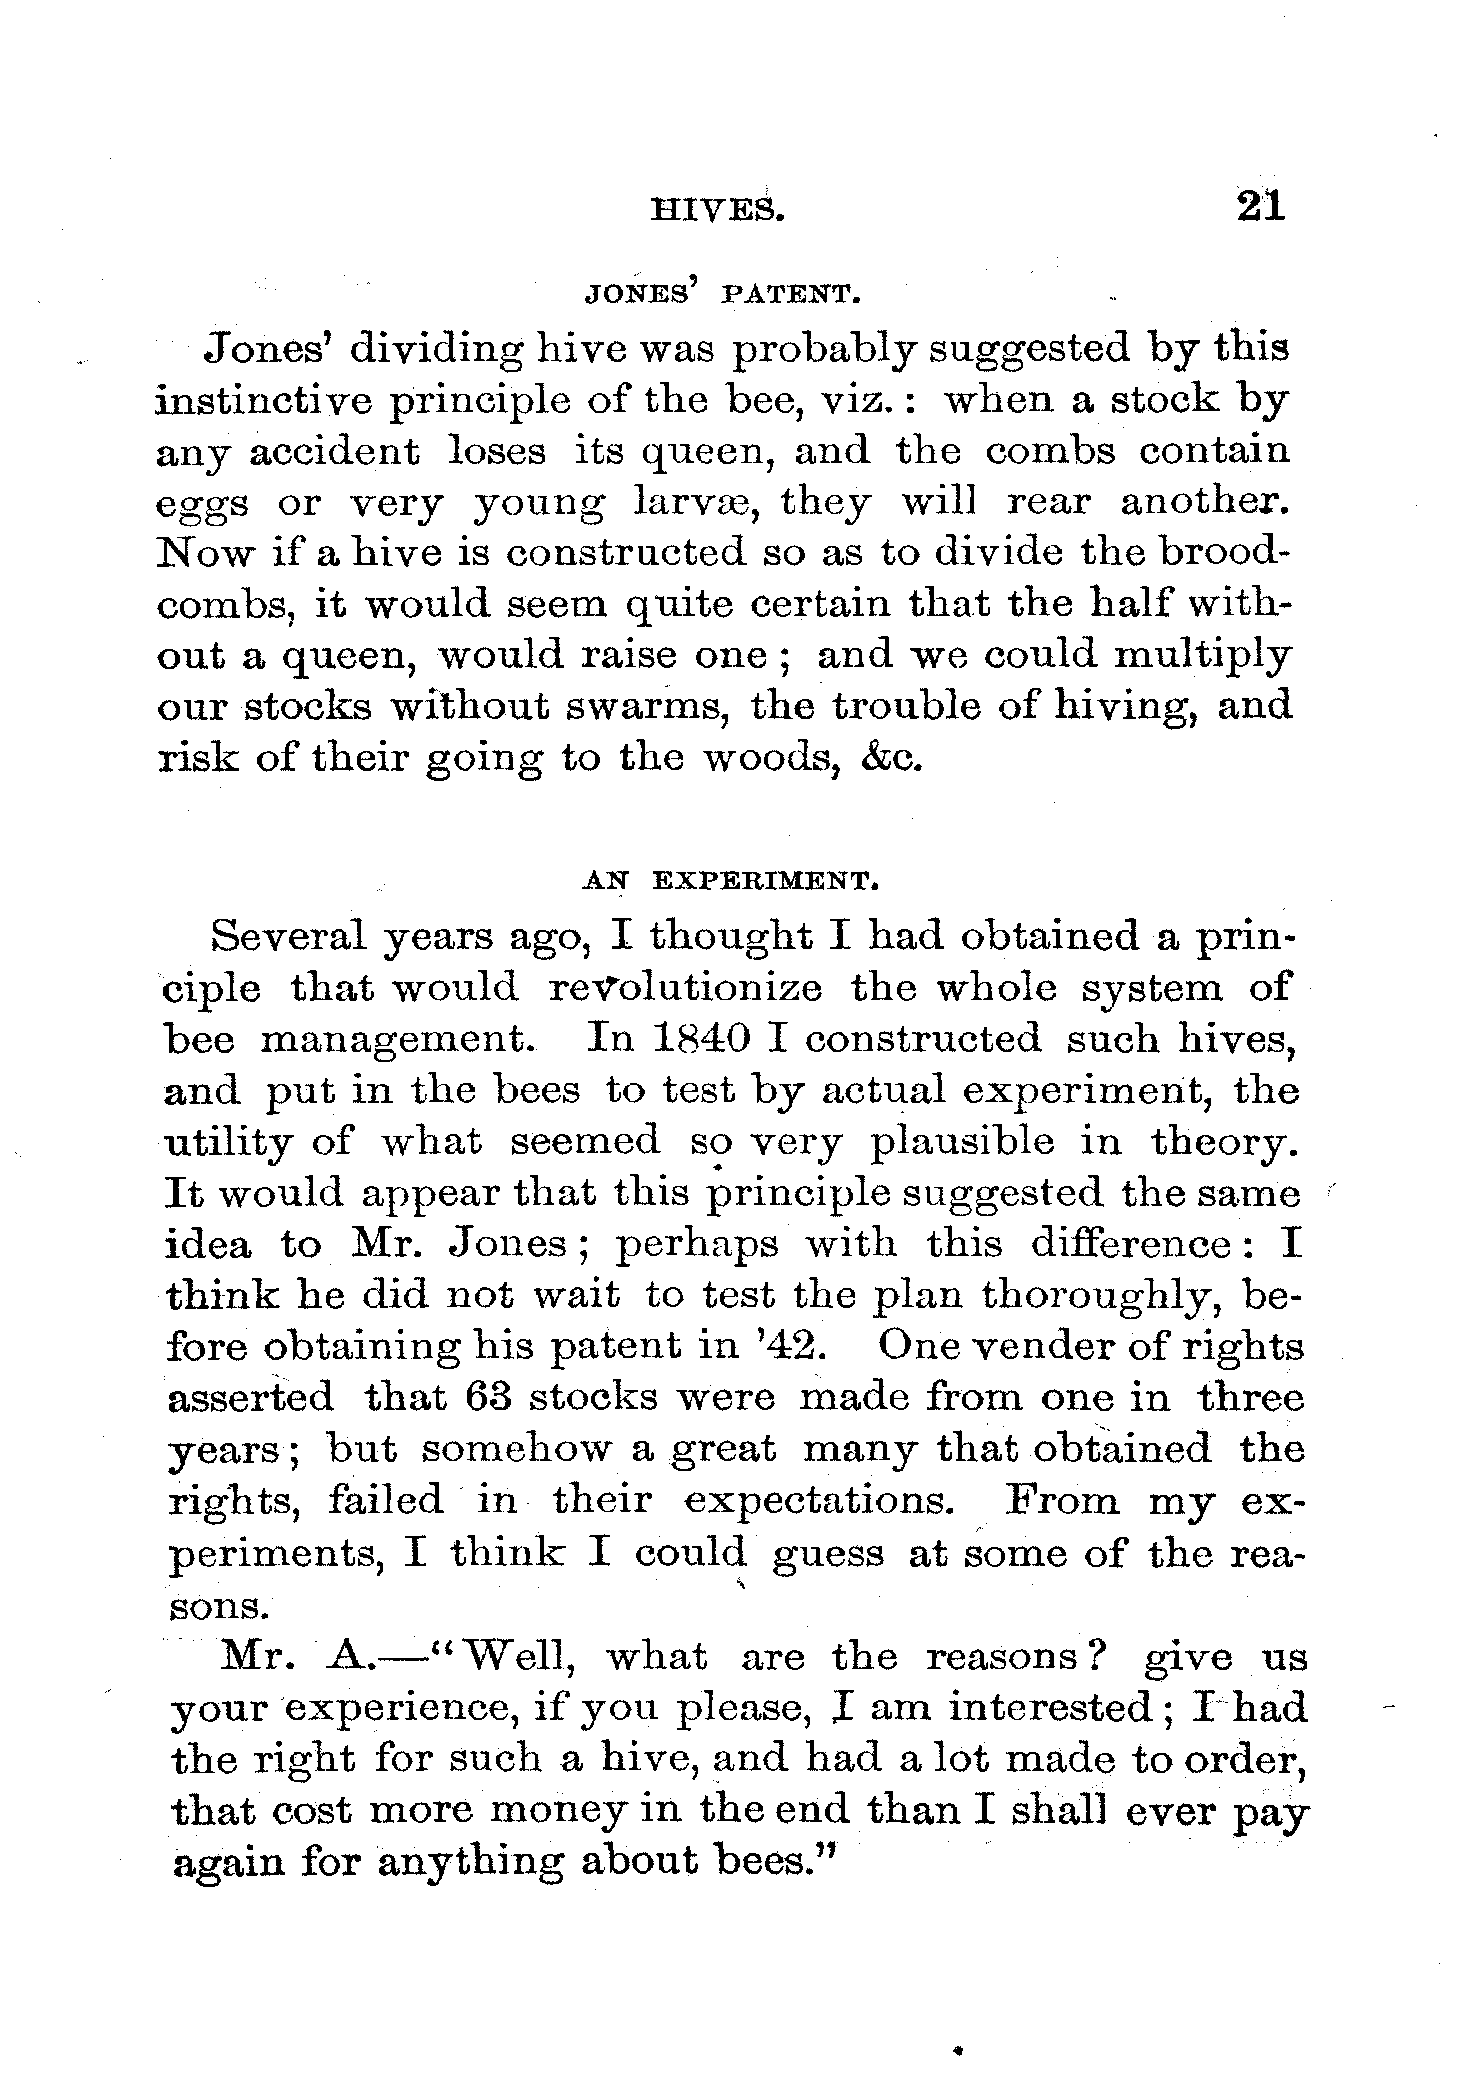 HIVES. 21
JONES' PATENT.
Jones' dividing hive was probably suggested by this
instinctive principle of the bee, viz. : when a stock by
any accident loses its queen, and the combs contain
eggs or very young larvæ, they will rear another.
Now if a hive is constructed so as to divide the brood-
combs, it would seem quite certain that the half with-
out a queen, would raise one ; and we could multiply
our stocks without swarms, the trouble of hiving, and
risk of their going to the woods, &c.
AN EXPERIMENT.
Several years ago, I thought I had obtained a prin-
ciple that would revolutionize the whole system of
bee management. In 1840 I constructed such hives,
and put in the bees to test by actual experiment, the
utility of what seemed so very plausible in theory.
It would appear that this principle suggested the same
idea to Mr. Jones ; perhaps with this difference : I
think he did not wait to test the plan thoroughly, be-
fore obtaining his patent in '42. One vender of rights
asserted that 63 stocks were made from one in three
years ; but somehow a great many that obtained the
rights, failed in their expectations. From my ex-
periments, I think I could guess at some of the rea-
sons.
Mr. A.—"Well, what are the reasons ? give us
your experience, if you please, I am interested ; I had
the right for such a hive, and had a lot made to order,
that cost more money in the end than I shall ever pay
again for anything about bees."